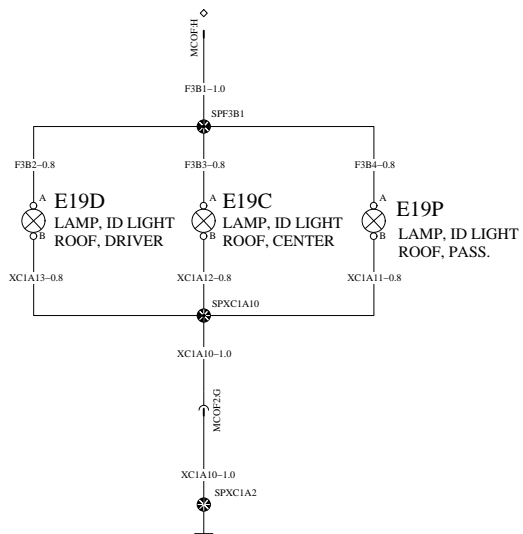 MCOF:H
F3B1–1.0
SPF3B1
F3B2–0.8
F3B3–0.8
F3B4–0.8
A
E19D
LAMP, ID LIGHT
ROOF, DRIVER
B
A
E19C
LAMP, ID LIGHT
ROOF, CENTER
B
A
E19P
LAMP, ID LIGHT
ROOF, PASS.
B
XC1A13–0.8
XC1A12–0.8
XC1A11–0.8
SPXC1A10
XC1A10–1.0
MCOF2:G
XC1A10–1.0
SPXC1A2